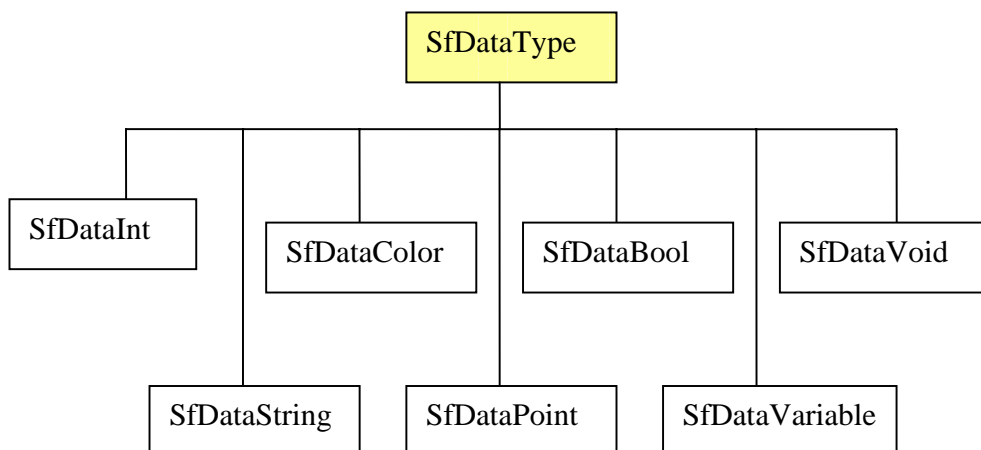 SfDataType
SfDataInt
SfDataColor
SfDataBool
SfDataVoid
SfDataString
SfDataPoint
SfDataVariable